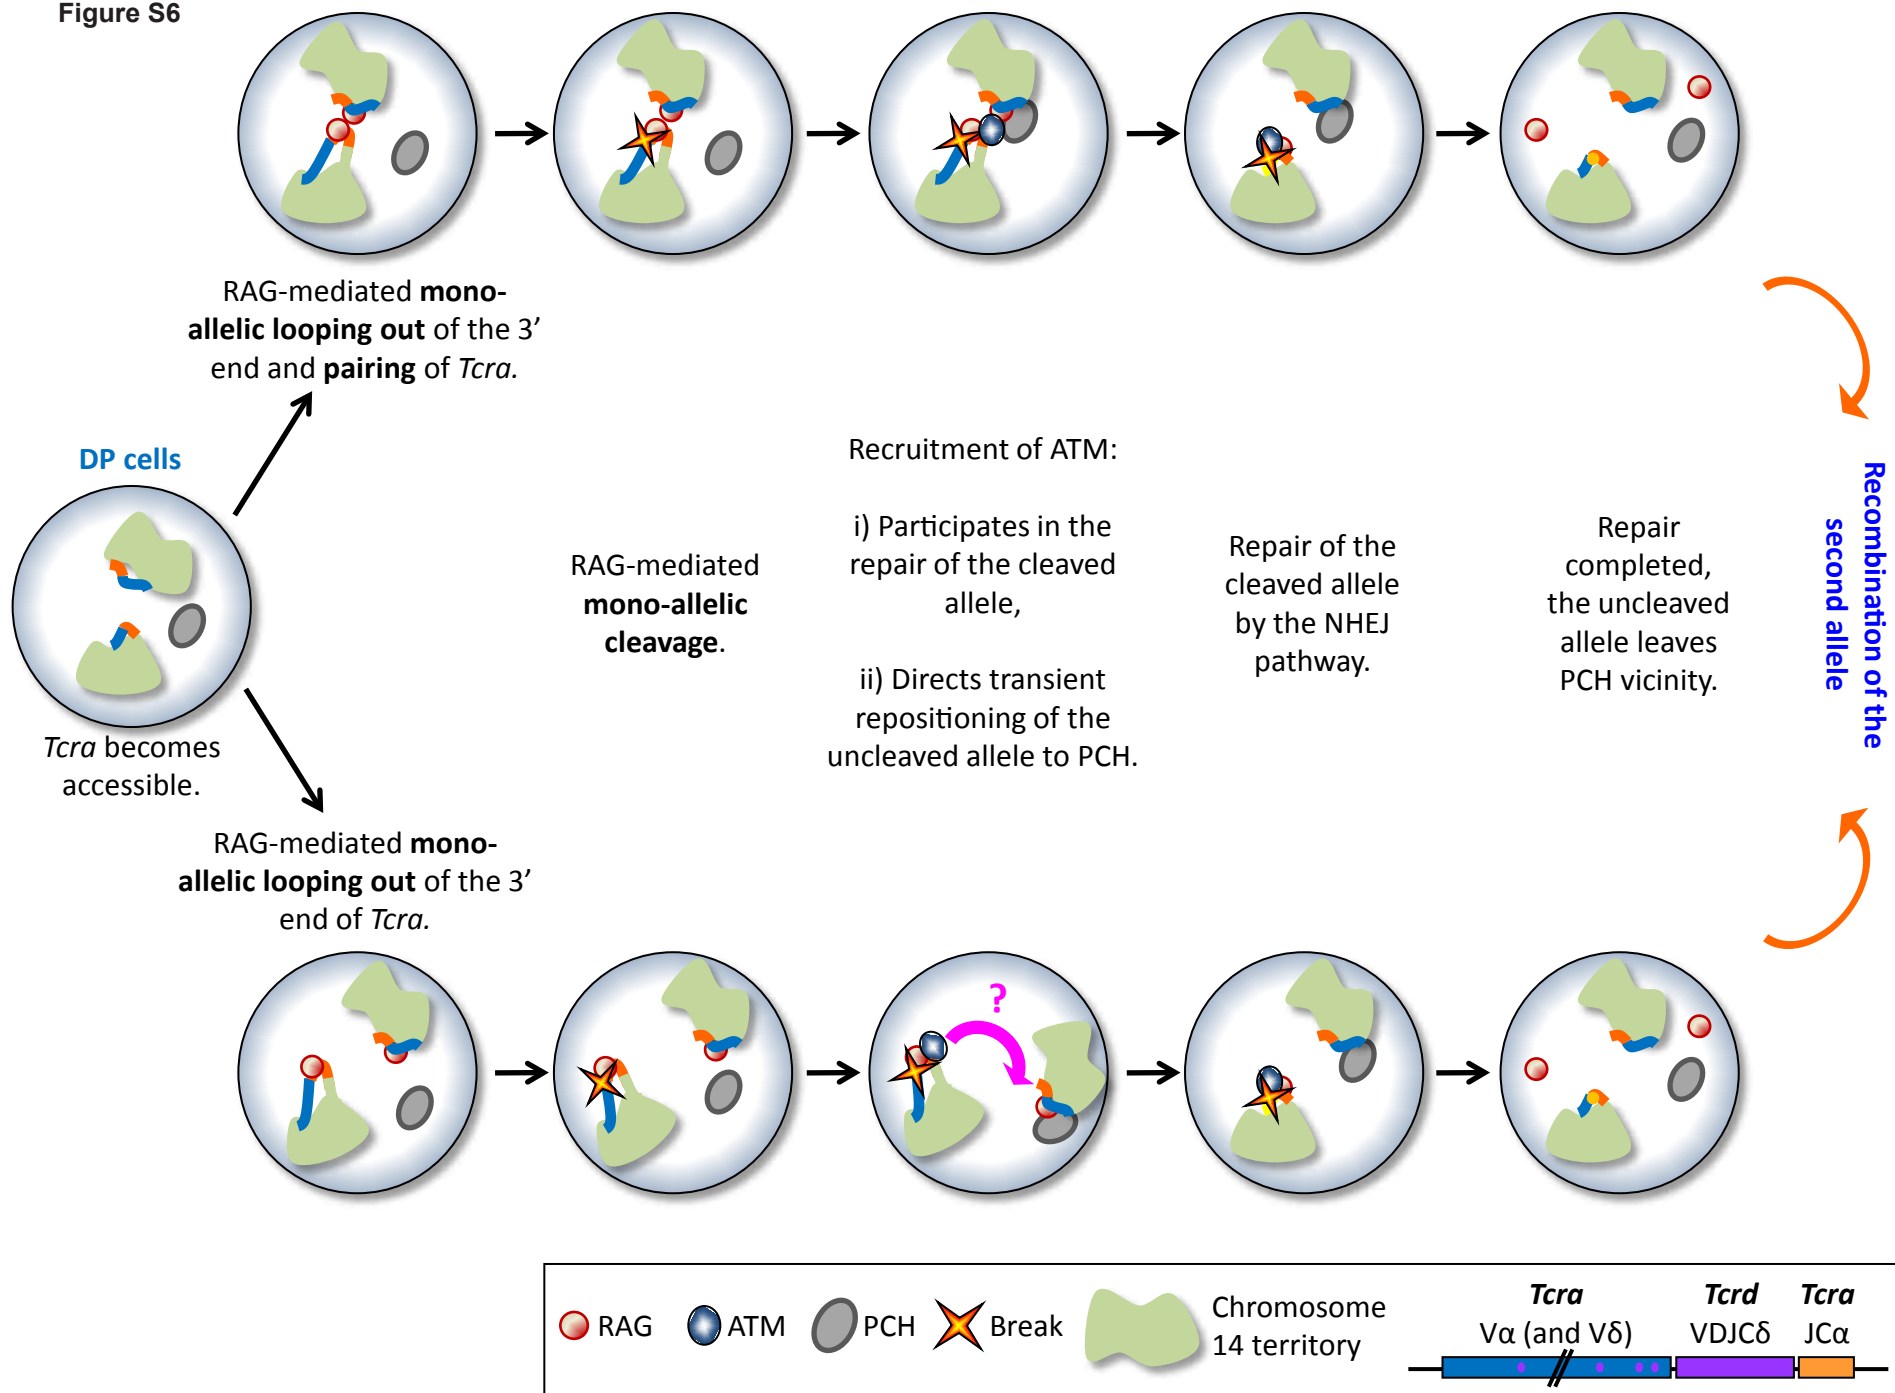 Figure S6
RAG-mediated mono-
allelic looping out of the 3’
end and pairing of Tcra.
DP cells
Tcra becomes
accessible.
RAG-mediated mono-
allelic looping out of the 3’
end of Tcra.
RAG-mediated
mono-allelic
cleavage.
Recruitment of ATM:
i) Participates in the
repair of the cleaved
allele,
ii) Directs transient
repositioning of the
uncleaved allele to PCH.
Repair of the
cleaved allele
by the NHEJ
pathway.
Repair
completed,
the uncleaved
allele leaves
PCH vicinity.
Recombination of the
second allele
?
RAG
ATM
PCH
Break
Chromosome
14 territory
Tcra
Vα (and Vδ)
Tcrd
VDJCδ
Tcra
JCα